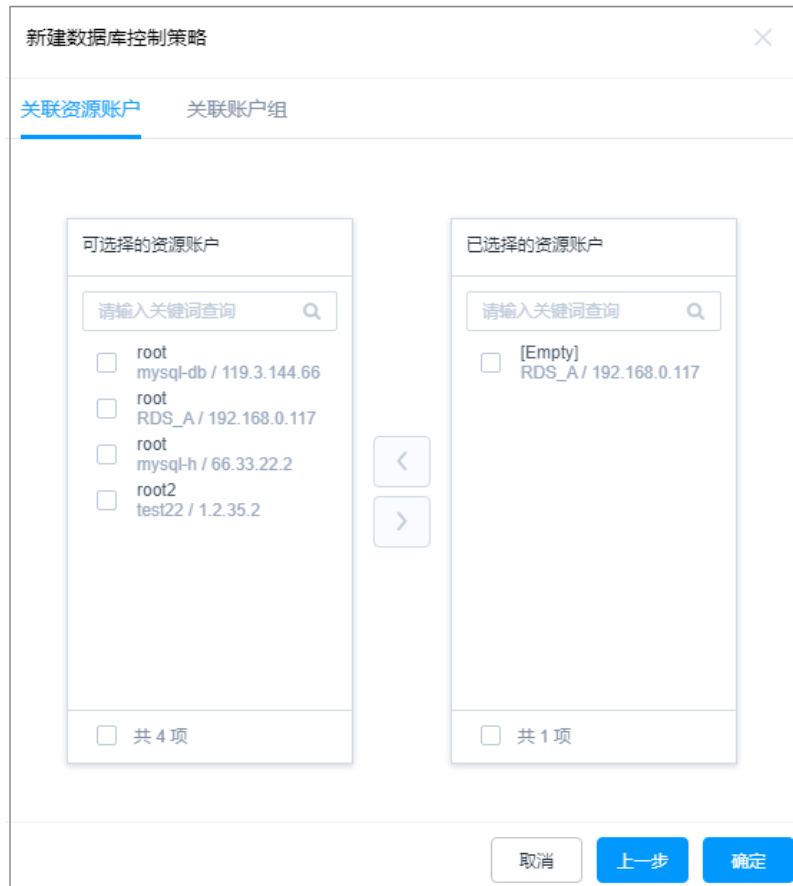 新建数据库控制策略
关联资源账户
关联账户组
可选择的资源账户
请输入关键词查询
root
mysql-db / 119.3.144.66
root
RDS_A / 192.168.0.117
root
mysql-h / 66.33.22.2
root2
test22 / 1.2.35.2
共 4 项
已选择的资源账户
请输入关键词查询
[Empty]
RDS_A / 192.168.0.117
共 1 项
取消
上一步
确定